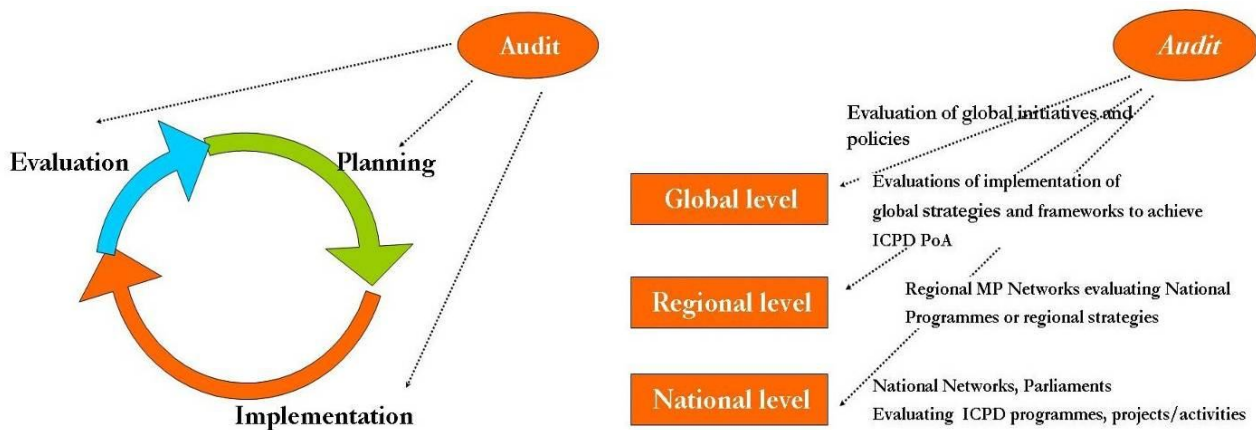 Audit
Evaluation
Planning
Implementation
Audit
Evaluation of global initiatives and
policies
Global level
Evaluations of implementation of
global strategies and frameworks to achieve
ICPD PoA
Regional level
Regional MP Networks evaluating National
Programmes or regional strategies
National level
National Networks, Parliaments
Evaluating ICPD programmes, projects/activities